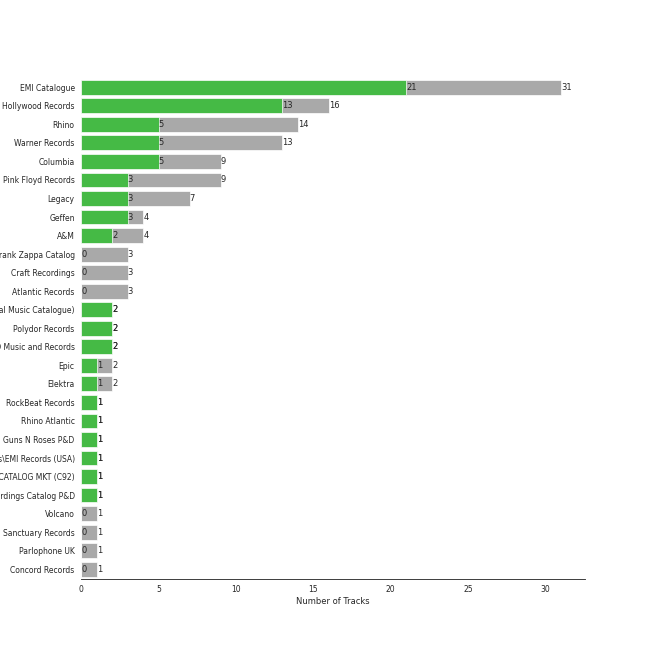 EMI Catalogue 21 31
Hollywood Records 13 16
Rhino 5 14
Warner Records 5 13
Columbia 5 9
Pink Floyd Records 3 9
Legacy 3 7
Geffen 3 4
A&M 2 4
rank Zappa Catalog 0 3
Craft Recordings 0 3
Atlantic Records 0 3
al Music Catalogue) 2
Polydor Records 2
Music and Records 2
Epic 1 2
Elektra 1 2
RockBeat Records 1
Rhino Atlantic 1
Guns N Roses P&D 1
s\EMI Records (USA) 1
CATALOG MKT (C92) 1
rdings Catalog P&D 1
Volcano 0 1
Sanctuary Records 0 1
Parlophone UK 0 1
Concord Records 0 1
0 5 10 15 20 25 30
Number of Tracks